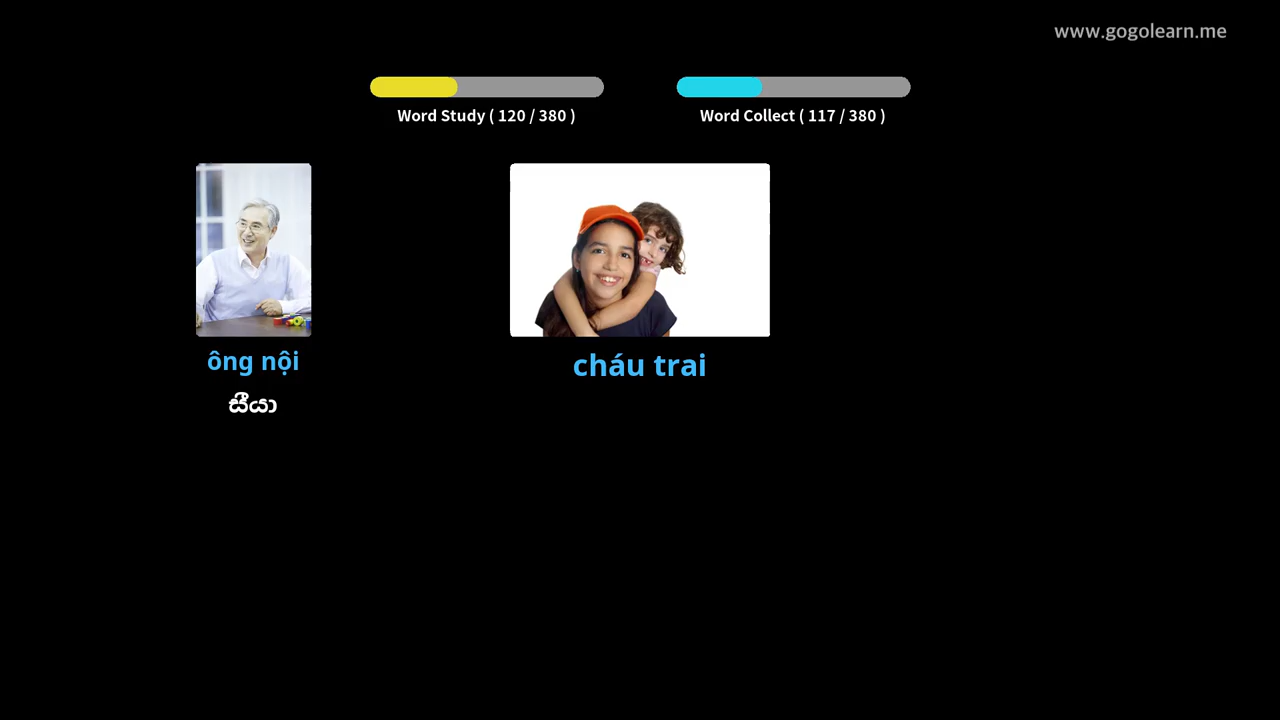 www.gogolearn.me
Word Study ( 120 / 380 )
Word Collect ( 117 / 380 )
ông nội
සීයා
cháu trai